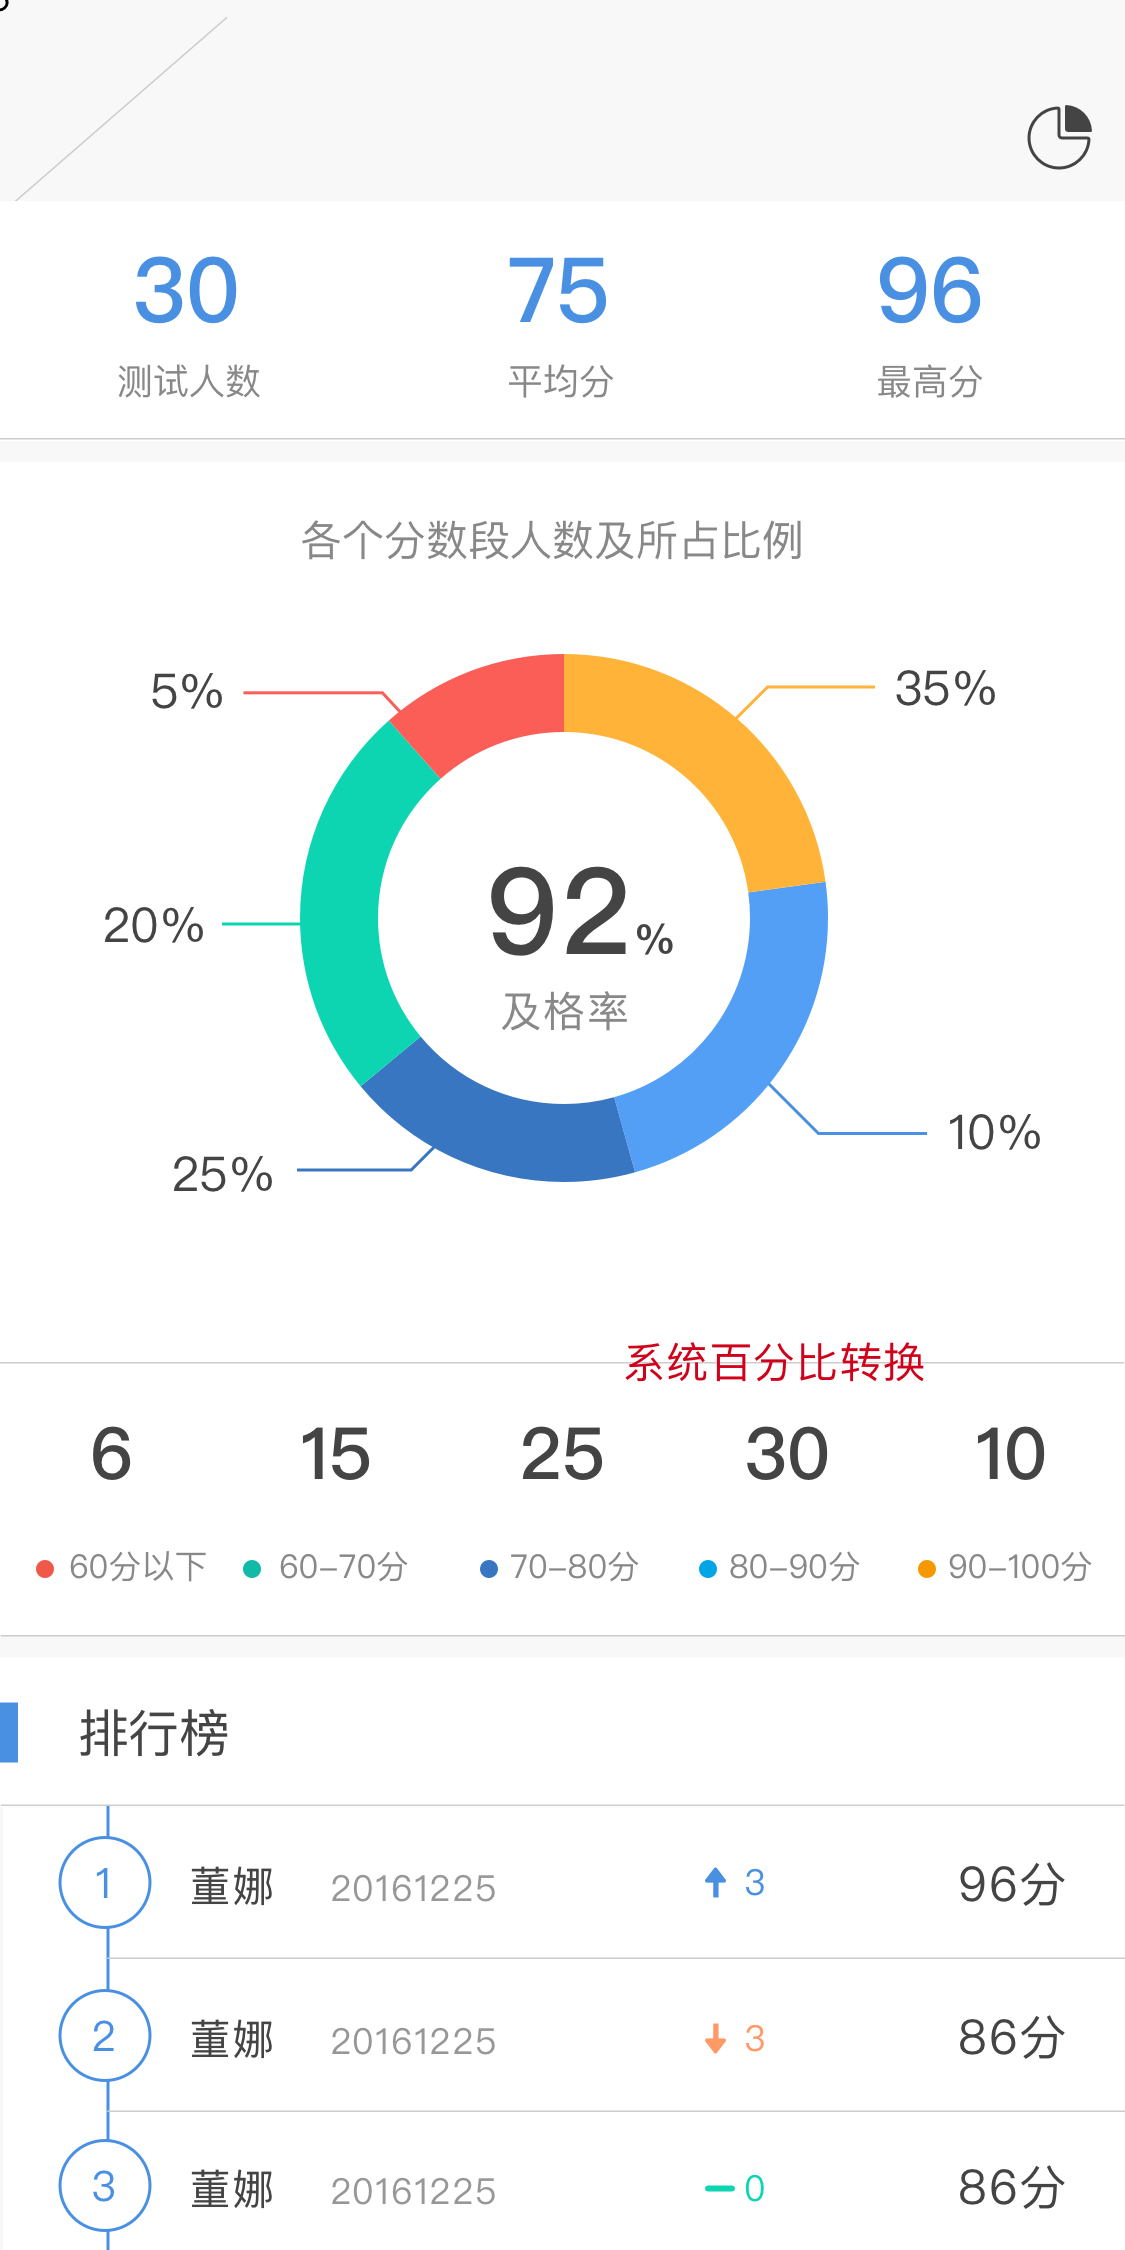 30 75 96
测试人数 平均分 最高分
各个分数段人数及所占比例
5% 35%
20%
92%
及格率
10%
25%
系统百分比转换
6 15 25 30 10
60分以下 60–70分 70–80分 80–90分 90–100分
排行榜
1 董娜 20161225 3 96分
2 董娜 20161225 3 86分
3 董娜 20161225 0 86分